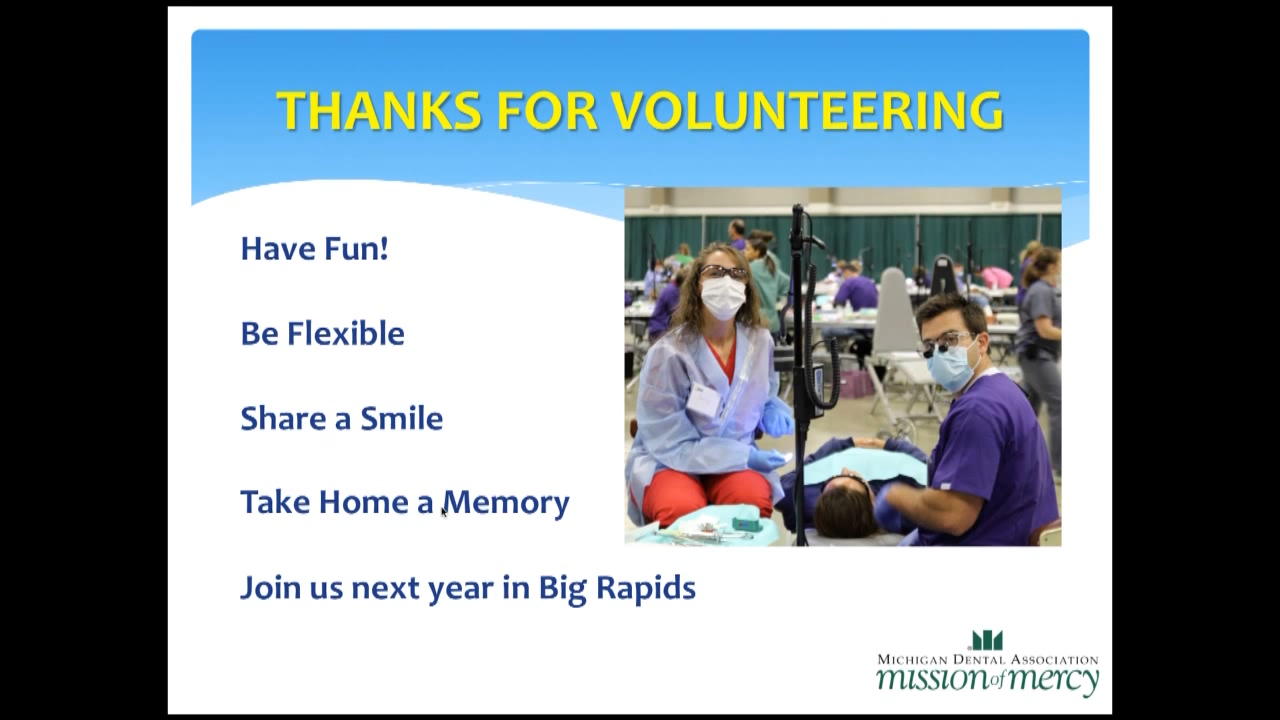 THANKS FOR VOLUNTEERING
Have Fun!
Be Flexible
Share a Smile
Take Home a Memory
Join us next year in Big Rapids
MICHIGAN DENTAL ASSOCIATION
mission of mercy